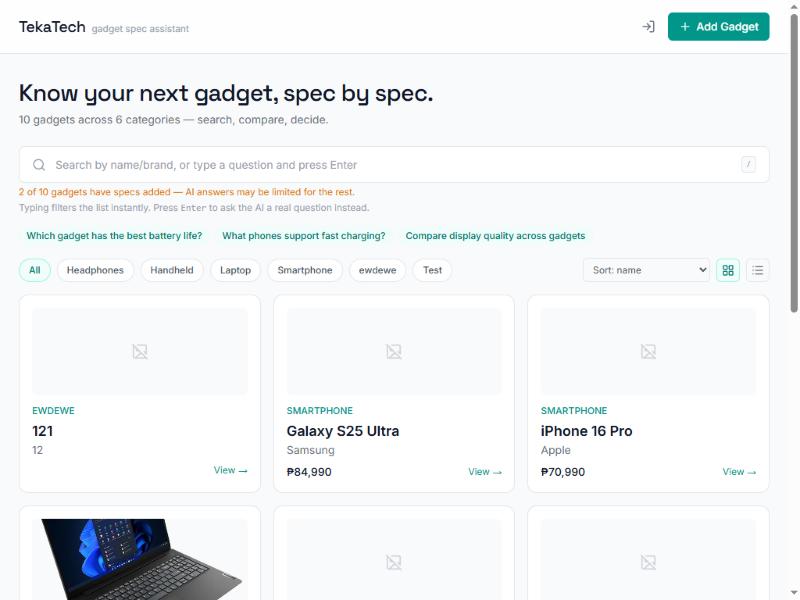 TekaTech gadget spec assistant
+ Add Gadget
Know your next gadget, spec by spec.
10 gadgets across 6 categories — search, compare, decide.
Search by name/brand, or type a question and press Enter
/
2 of 10 gadgets have specs added — AI answers may be limited for the rest.
Typing filters the list instantly. Press Enter to ask the AI a real question instead.
Which gadget has the best battery life? What phones support fast charging? Compare display quality across gadgets
All Headphones Handheld Laptop Smartphone ewdewe Test Sort: name
EWDEWE
121
12
View →
SMARTPHONE
Galaxy S25 Ultra
Samsung
₱84,990 View →
SMARTPHONE
iPhone 16 Pro
Apple
₱70,990 View →